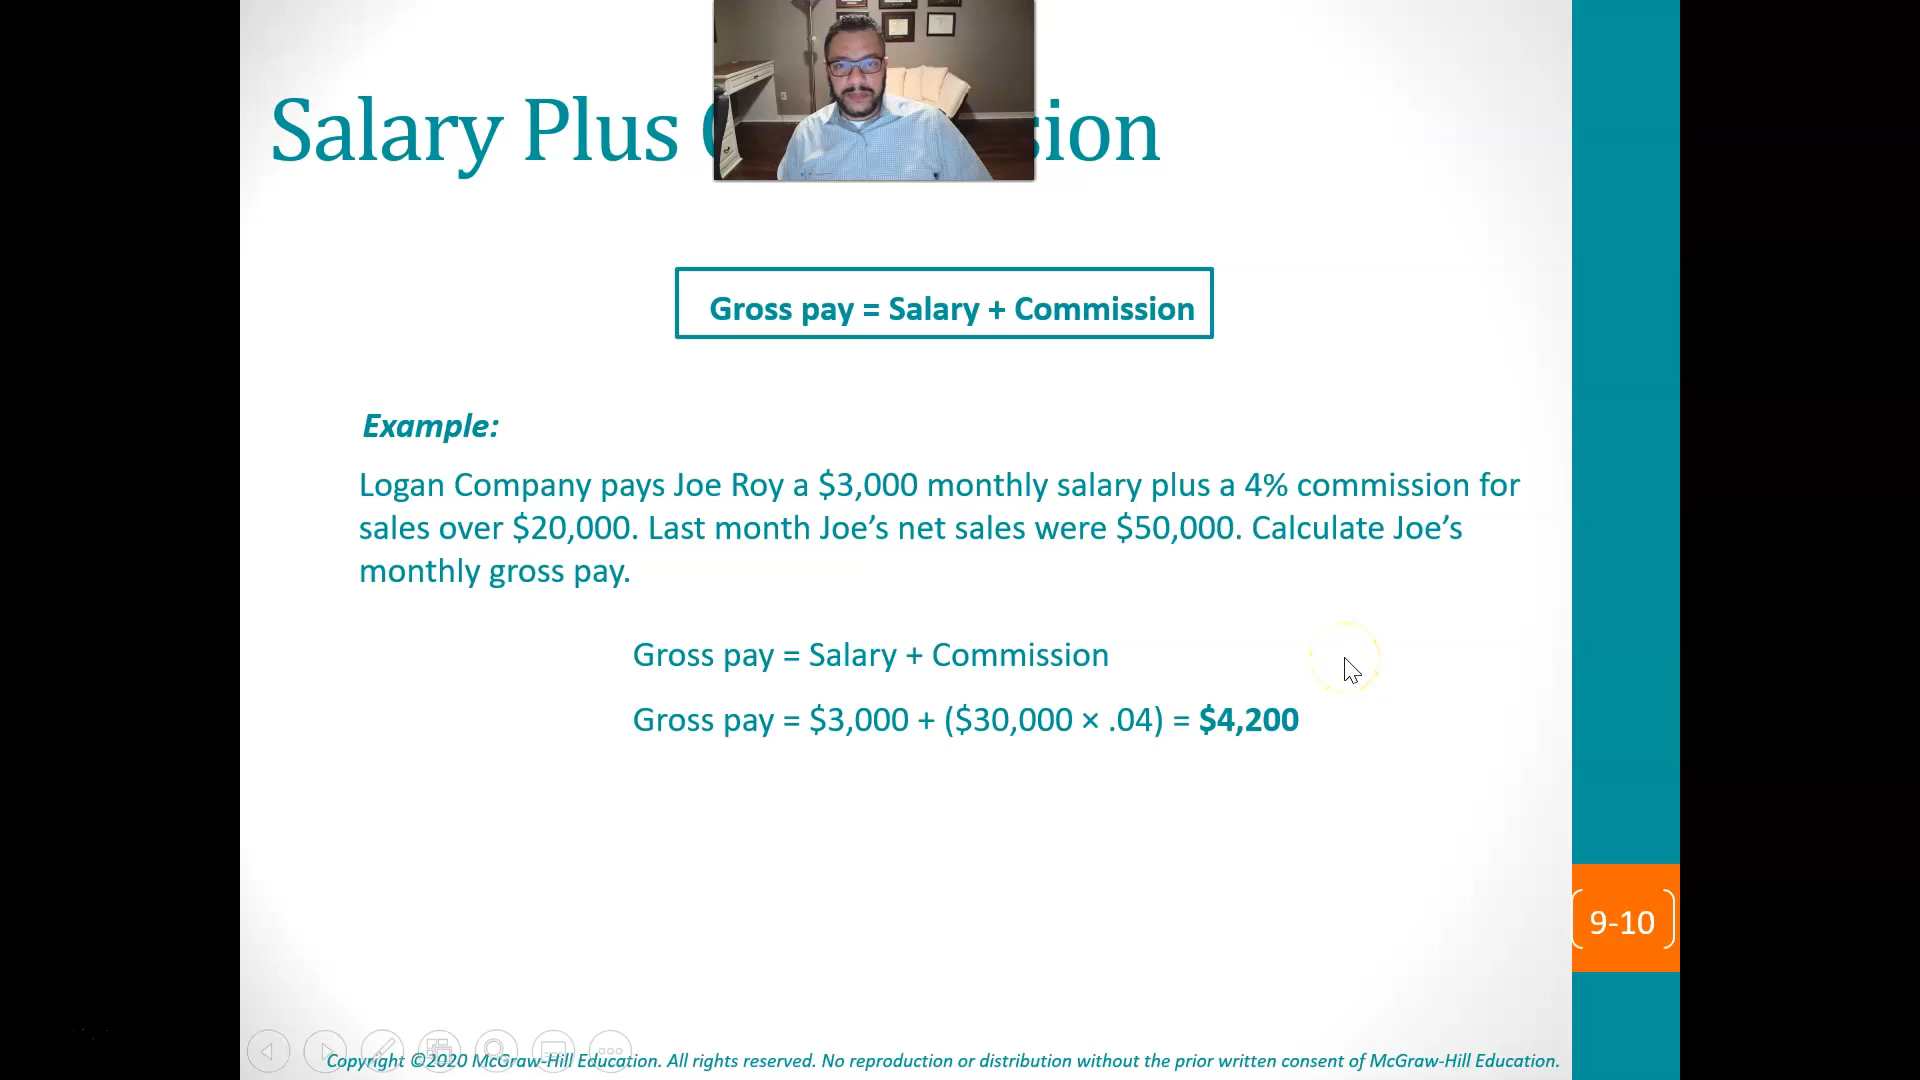 Salary Plus
Gross pay = Salary + Commission
Example:
Logan Company pays Joe Roy a $3,000 monthly salary plus a 4% commission for
sales over $20,000. Last month Joe’s net sales were $50,000. Calculate Joe’s
monthly gross pay.
Gross pay = Salary + Commission
Gross pay = $3,000 + ($30,000 × .04) = $4,200
9-10
Copyright ©2020 McGraw-Hill Education. All rights reserved. No reproduction or distribution without the prior written consent of McGraw-Hill Education.